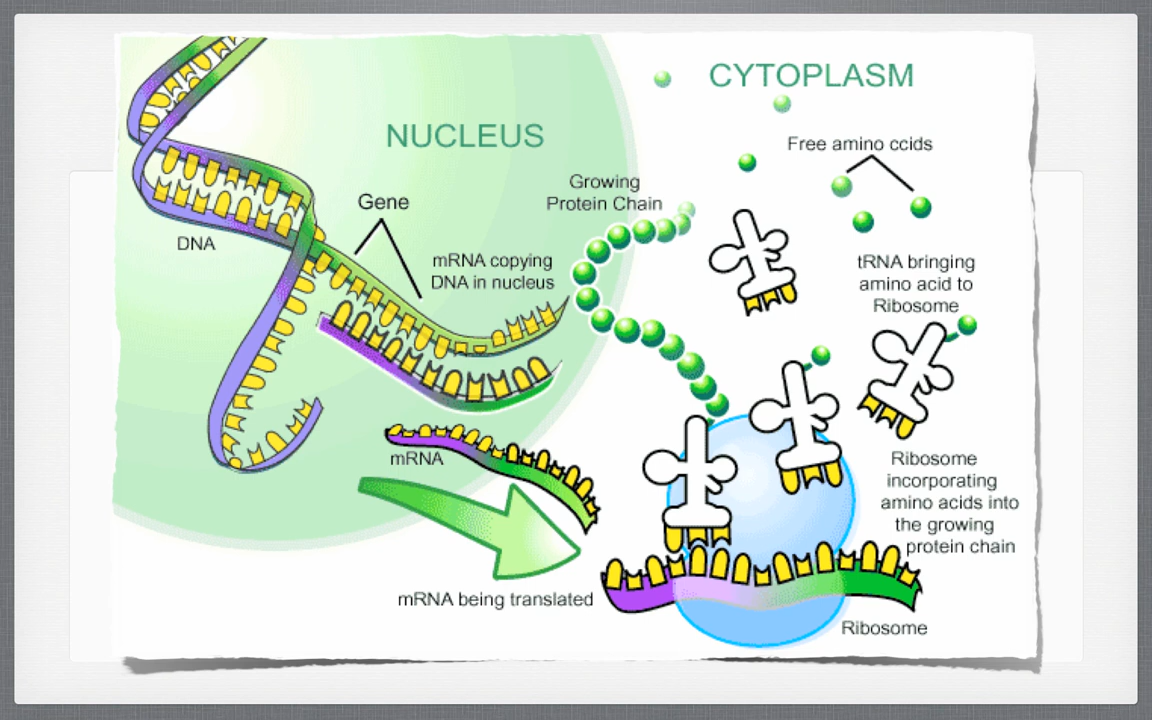 CYTOPLASM
NUCLEUS
Free amino ccids
Growing
Protein Chain
Gene
DNA
mRNA copying
DNA in nucleus
tRNA bringing
amino acid to
Ribosome
mRNA
Ribosome
incorporating
amino acids into
the growing
protein chain
mRNA being translated
Ribosome